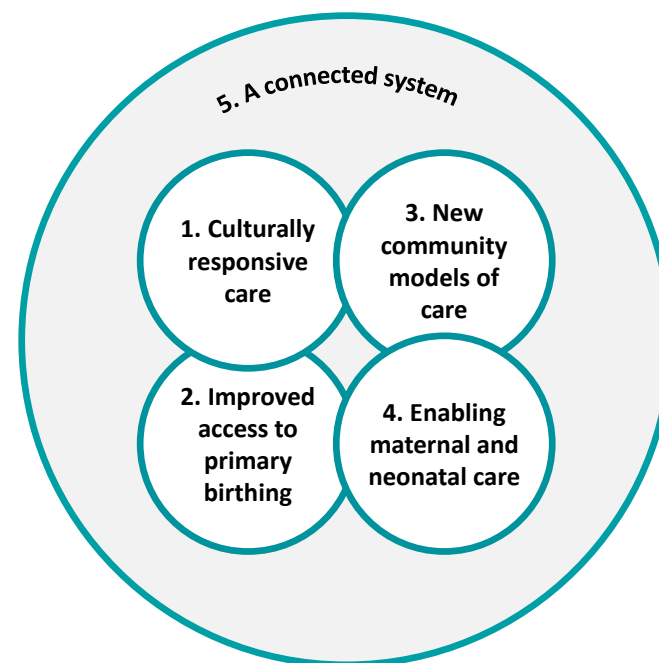 5. A connected system
1. Culturally
responsive
care
3. New
community
models of
care
2. Improved
access to
primary
birthing
4. Enabling
maternal and
neonatal care